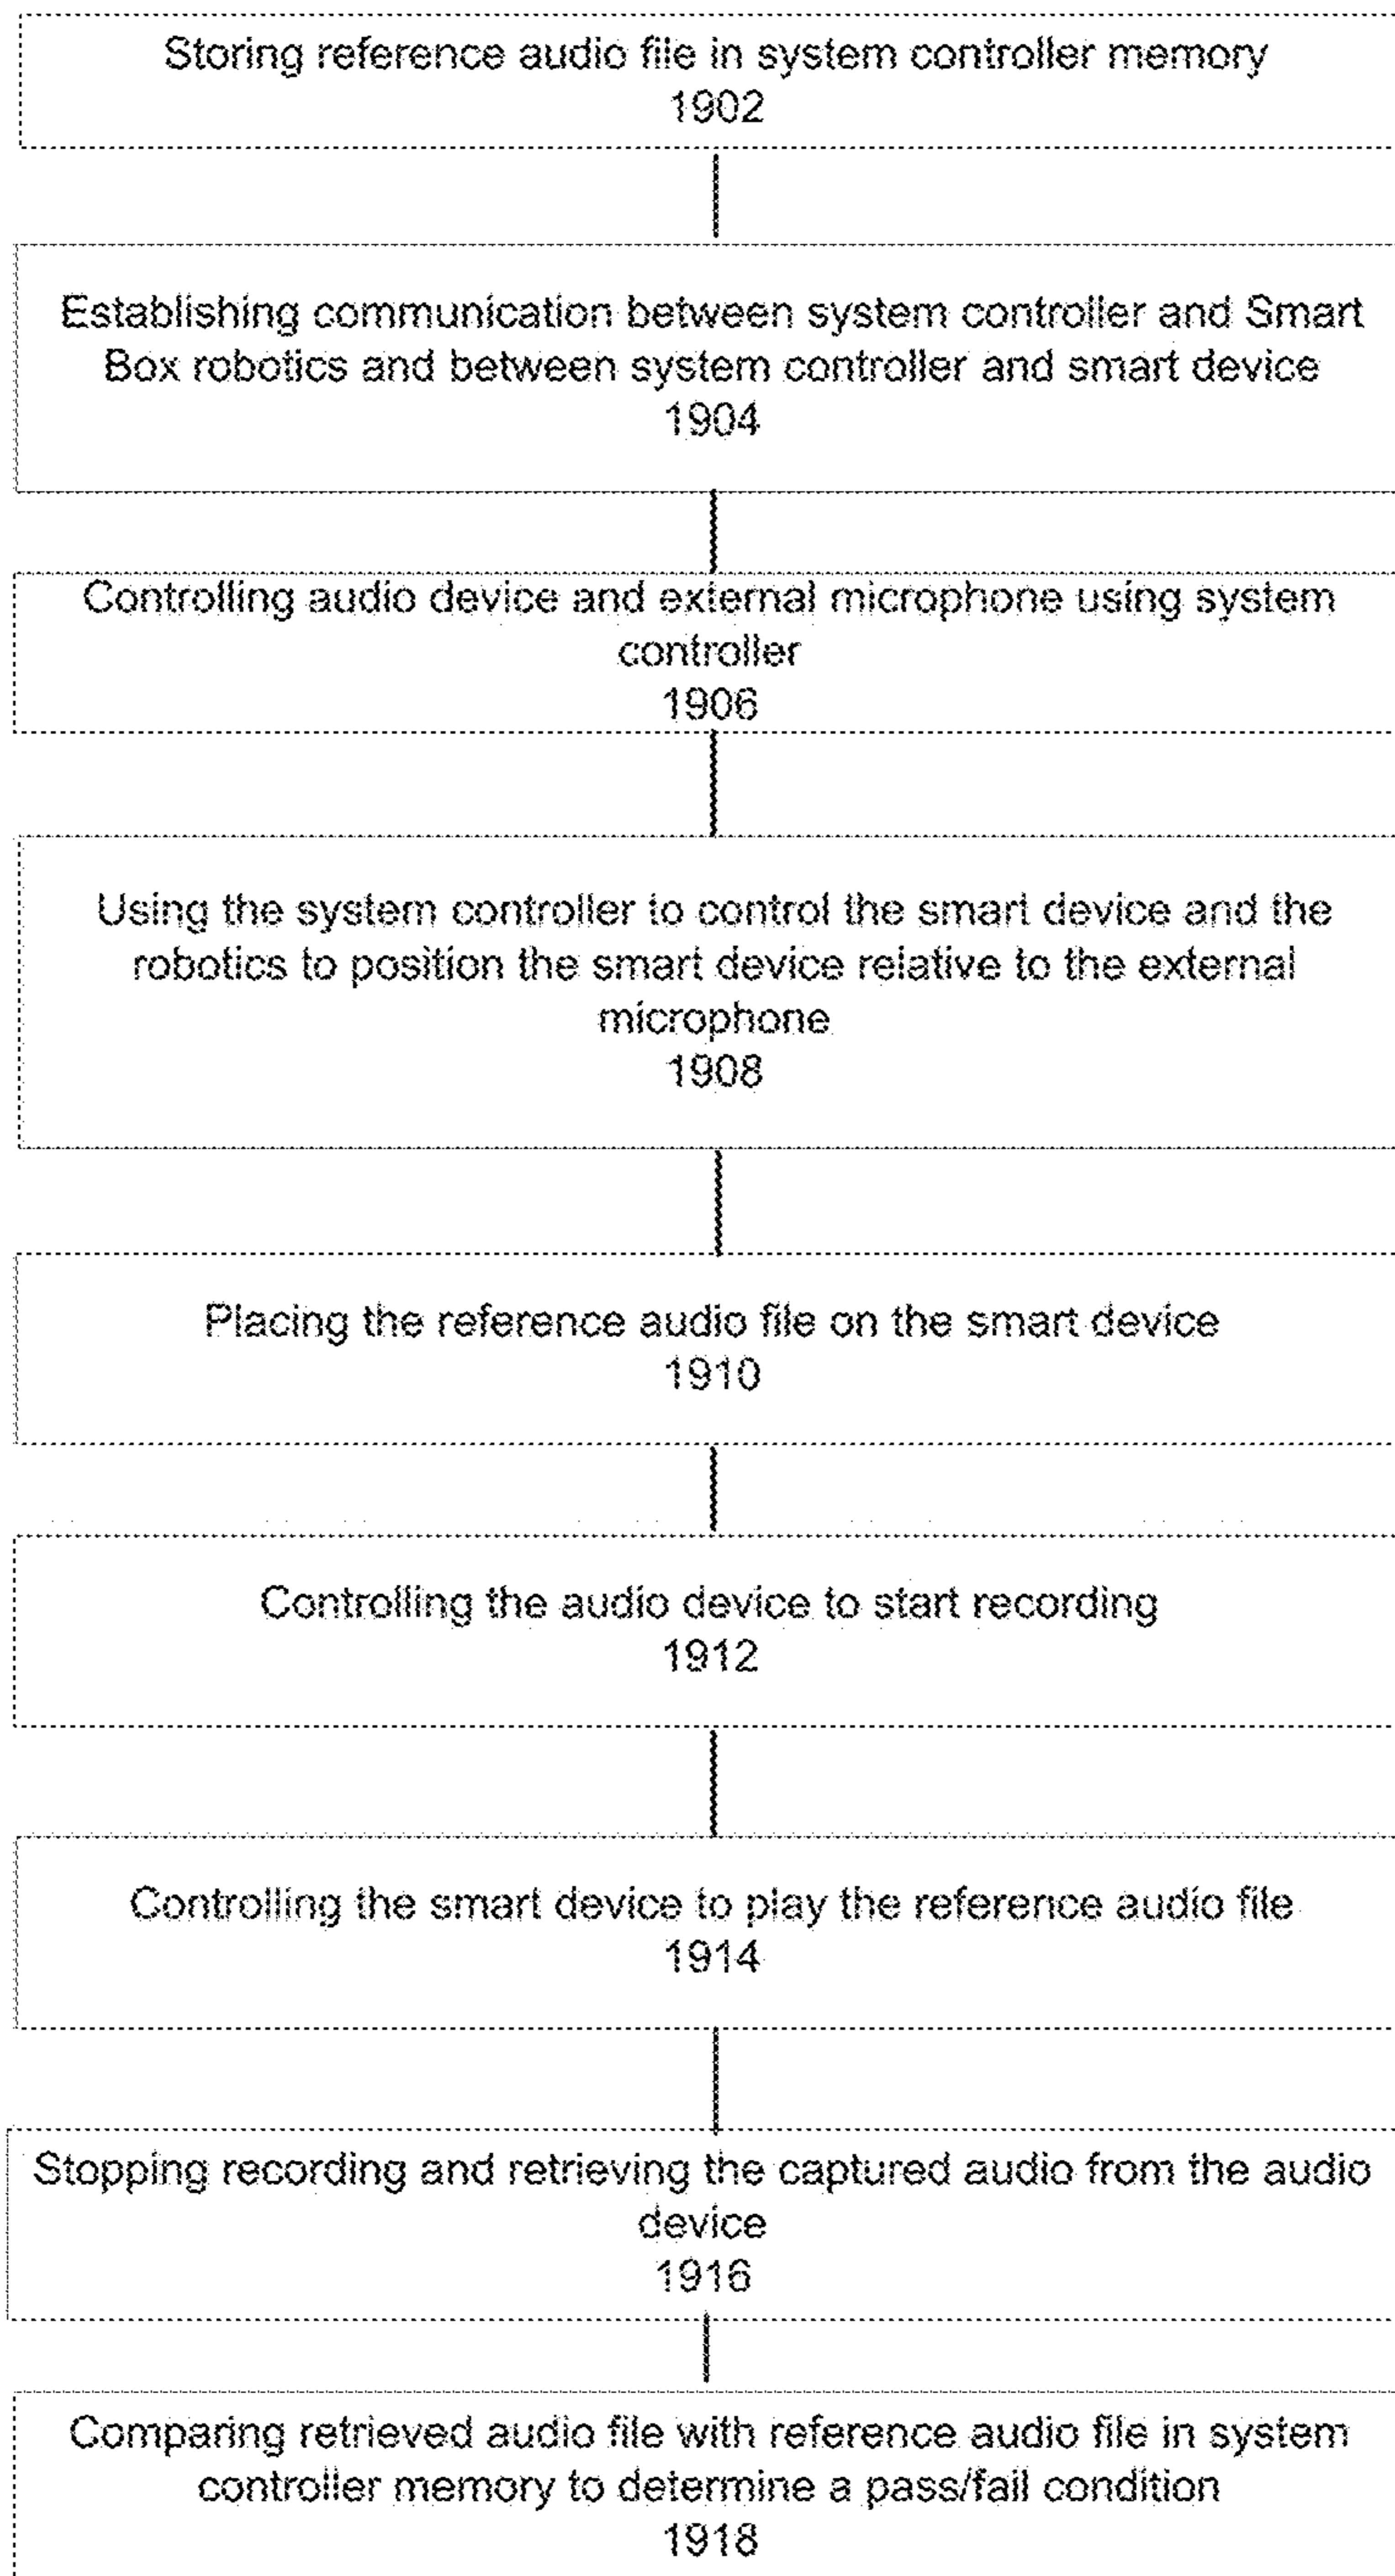 Storing reference audio file in system controller memory
1902
Establishing communication between system controller and Smart
Box robotics and between system controller and smart device
1904
Controlling audio device and external microphone using system
controller
1906
Using the system controller to control the smart device and the
robotics to position the smart device relative to the external
microphone
1908
Placing the reference audio file on the smart device
1910
Controlling the audio device to start recording
1912
Controlling the smart device to play the reference audio file
1914
Stopping recording and retrieving the captured audio from the audio
device
1916
Comparing retrieved audio file with reference audio file in system
controller memory to determine a pass/fail condition
1918